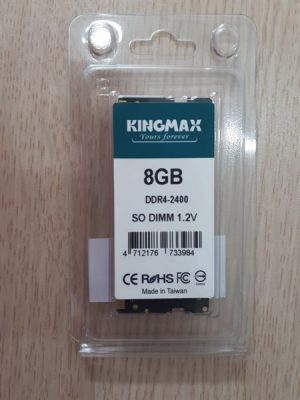 KINGMAX
Yours forever
8GB
DDR4-2400
SO DIMM 1.2V
4 712176 733984
CE RoHS FC
Made in Taiwan